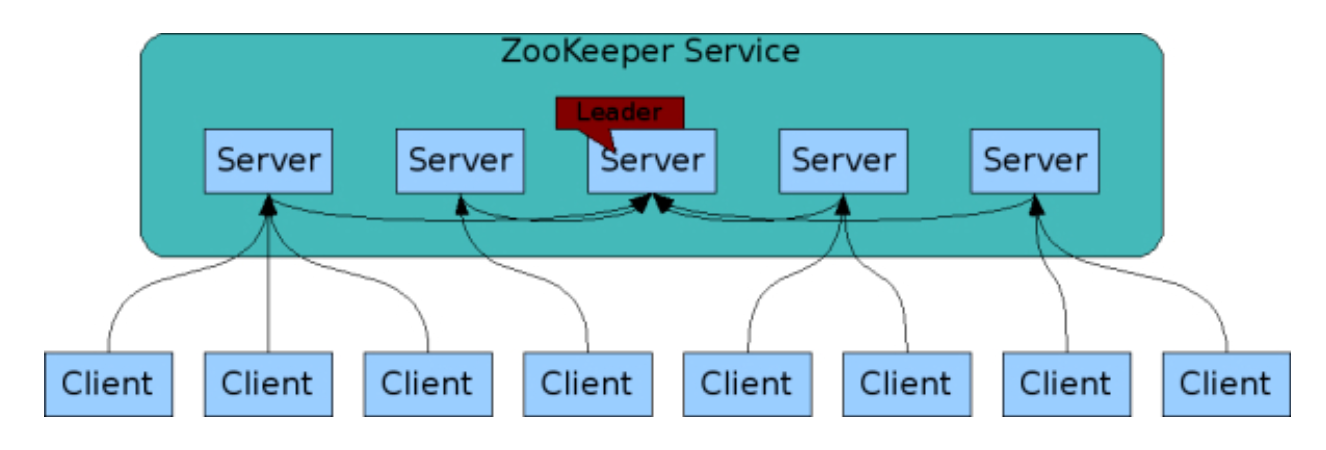 ZooKeeper Service
Leader
Server Server Server Server Server
Client Client Client Client Client Client Client Client